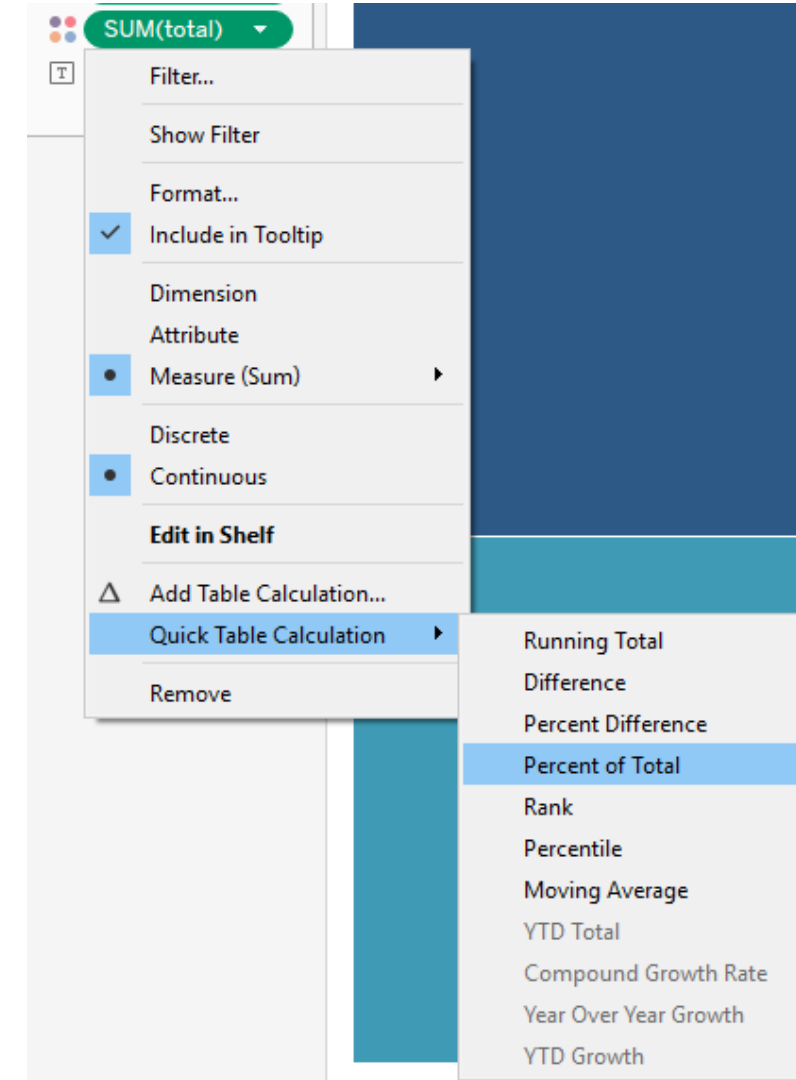 SUM(total)
T
Filter...
Show Filter
Format...
Include in Tooltip
Dimension
Attribute
Measure (Sum)
Discrete
Continuous
Edit in Shelf
Add Table Calculation...
Quick Table Calculation
Remove
Running Total
Difference
Percent Difference
Percent of Total
Rank
Percentile
Moving Average
YTD Total
Compound Growth Rate
Year Over Year Growth
YTD Growth